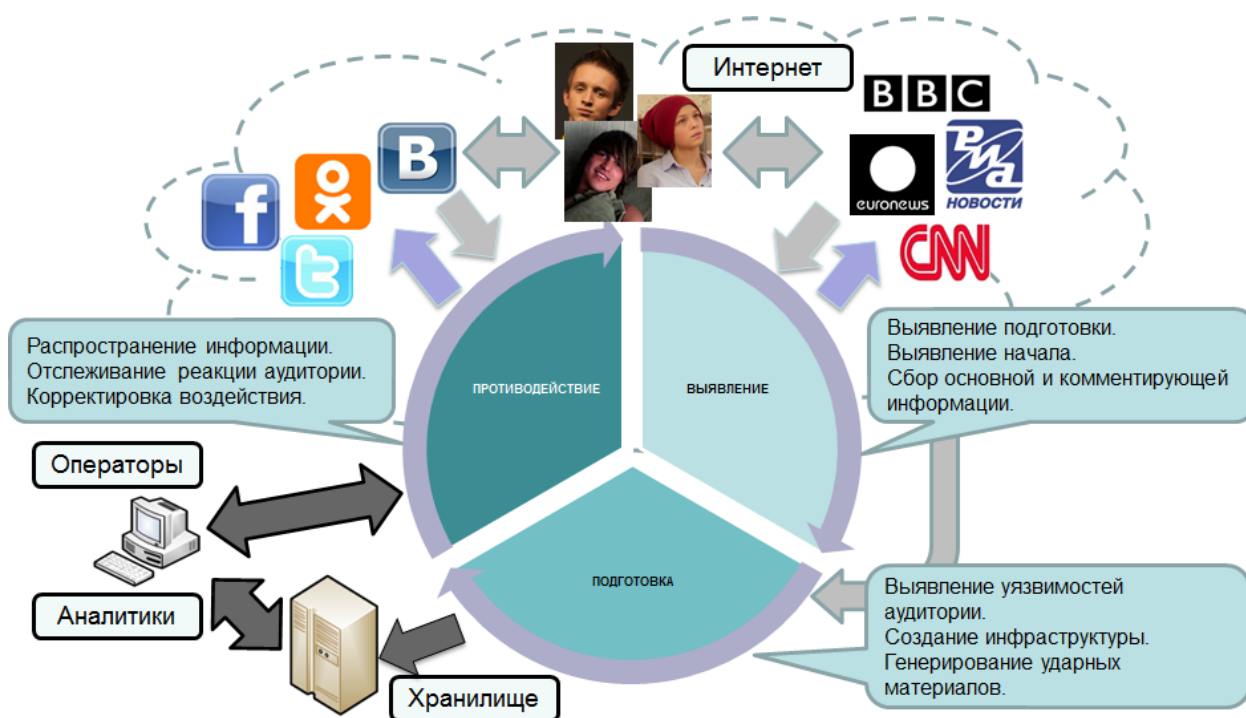 Интернет
BBC
B
f
ok
t
euronews
РИА
НОВОСТИ
CNN
Распространение информации.
Отслеживание реакции аудитории.
Корректировка воздействия.
Выявление подготовки.
Выявление начала.
Сбор основной и комментирующей
информации.
ПРОТИВОДЕЙСТВИЕ
ВЫЯВЛЕНИЕ
Операторы
ПОДГОТОВКА
Аналитики
Выявление уязвимостей
аудитории.
Создание инфраструктуры.
Генерирование ударных
материалов.
Хранилище